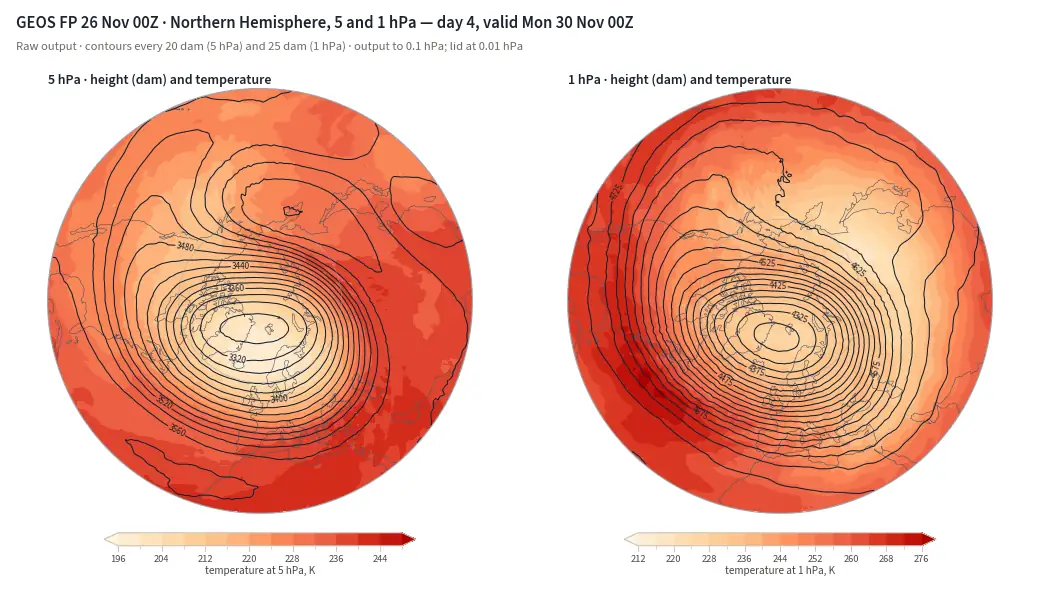 GEOS FP 26 Nov 00Z · Northern Hemisphere, 5 and 1 hPa — day 4, valid Mon 30 Nov 00Z
Raw output · contours every 20 dam (5 hPa) and 25 dam (1 hPa) · output to 0.1 hPa; lid at 0.01 hPa
5 hPa · height (dam) and temperature
1 hPa · height (dam) and temperature
3480
3440
3360
3320
3400
3520
3560
4725
4625
4625
4425
4325
4375
4475
4575
4575
196 204 212 220 228 236 244
temperature at 5 hPa, K
212 220 228 236 244 252 260 268 276
temperature at 1 hPa, K